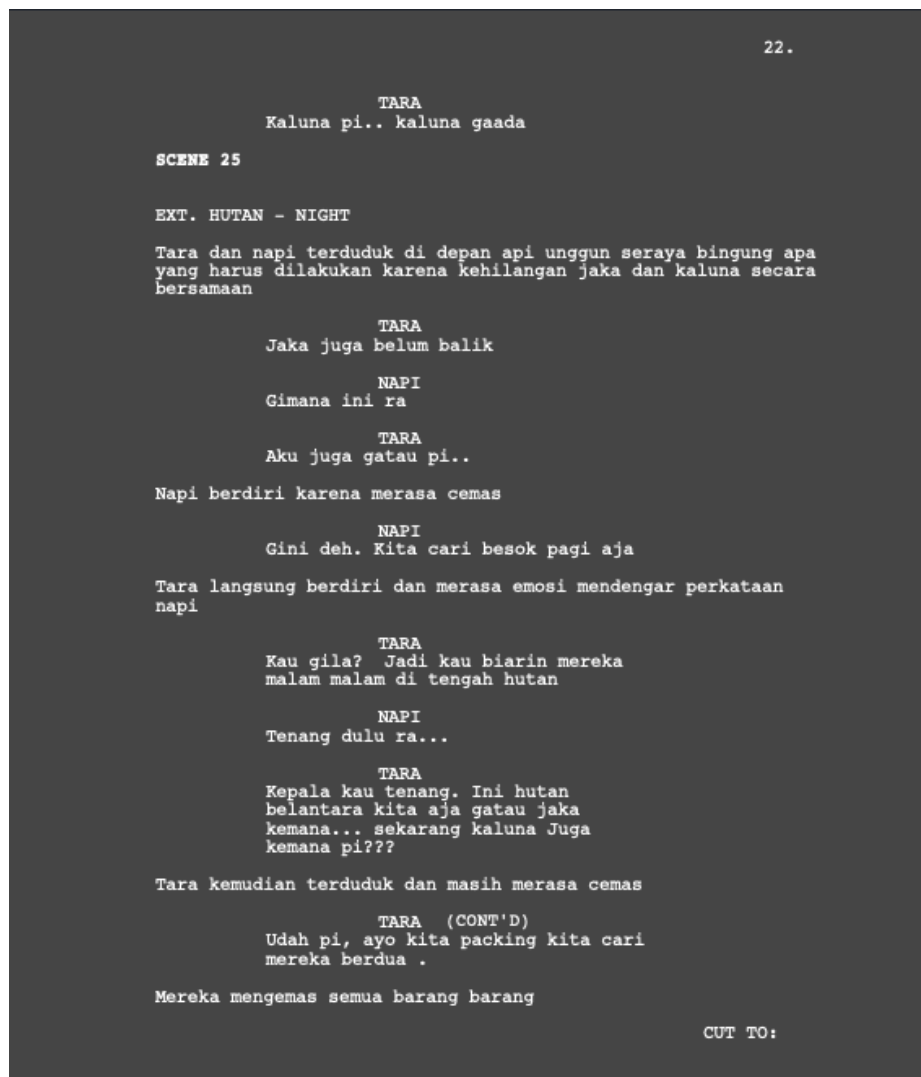 22.
TARA
Kaluna pi.. kaluna gaada
SCENE 25
EXT. HUTAN - NIGHT
Tara dan napi terduduk di depan api unggun seraya bingung apa
yang harus dilakukan karena kehilangan jaka dan kaluna secara
bersamaan
TARA
Jaka juga belum balik
NAPI
Gimana ini ra
TARA
Aku juga gatau pi..
Napi berdiri karena merasa cemas
NAPI
Gini deh. Kita cari besok pagi aja
Tara langsung berdiri dan merasa emosi mendengar perkataan
napi
TARA
Kau gila?  Jadi kau biarin mereka
malam malam di tengah hutan
NAPI
Tenang dulu ra...
TARA
Kepala kau tenang. Ini hutan
belantara kita aja gatau jaka
kemana... sekarang kaluna Juga
kemana pi???
Tara kemudian terduduk dan masih merasa cemas
TARA (CONT'D)
Udah pi, ayo kita packing kita cari
mereka berdua .
Mereka mengemas semua barang barang
CUT TO: